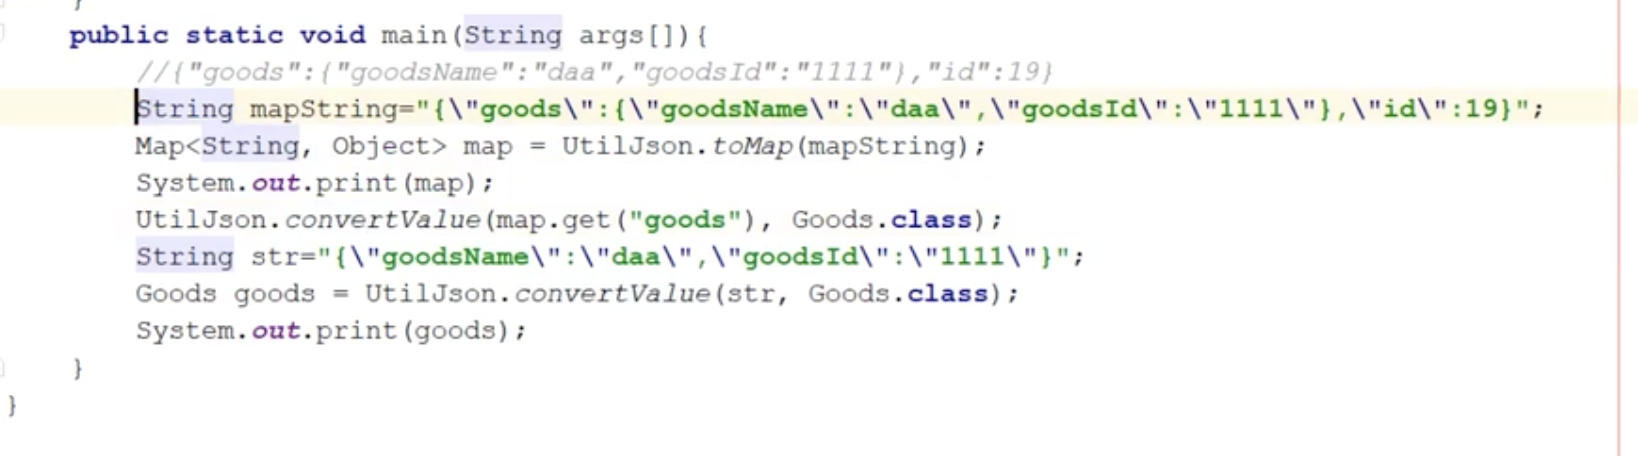 }
public static void main(String args[]){
//{"goods":{"goodsName":"daa","goodsId":"1111"},"id":19}
String mapString="{\"goods\":{\"goodsName\":\"daa\",\"goodsId\":\"1111\"},\"id\":19}";
Map<String, Object> map = UtilJson.toMap(mapString);
System.out.print(map);
UtilJson.convertValue(map.get("goods"), Goods.class);
String str="{\"goodsName\":\"daa\",\"goodsId\":\"1111\"}";
Goods goods = UtilJson.convertValue(str, Goods.class);
System.out.print(goods);
}
}